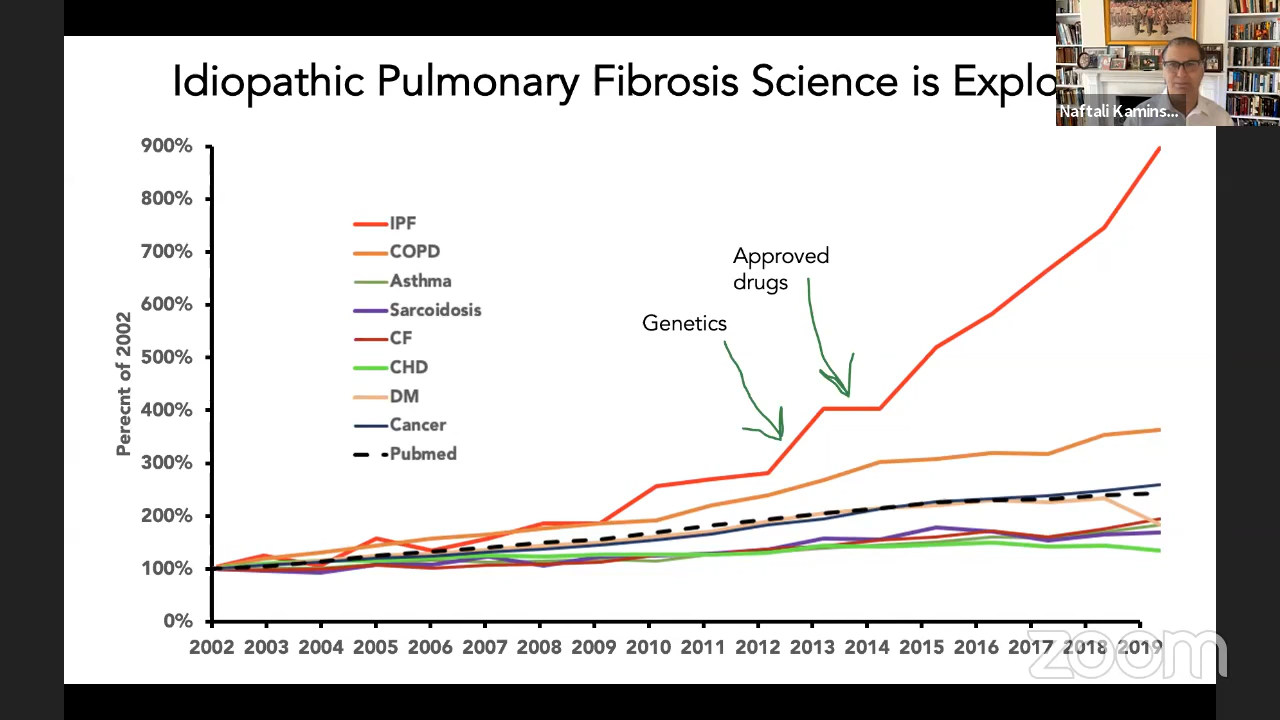 Idiopathic Pulmonary Fibrosis Science is Explo
Naftali Kamins...
900%
800%
700%
600%
500%
400%
300%
200%
100%
0%
Perecnt of 2002
IPF
COPD
Asthma
Sarcoidosis
CF
CHD
DM
Cancer
Pubmed
Genetics
Approved
drugs
2002 2003 2004 2005 2006 2007 2008 2009 2010 2011 2012 2013 2014 2015 2016 2017 2018 2019
zoom